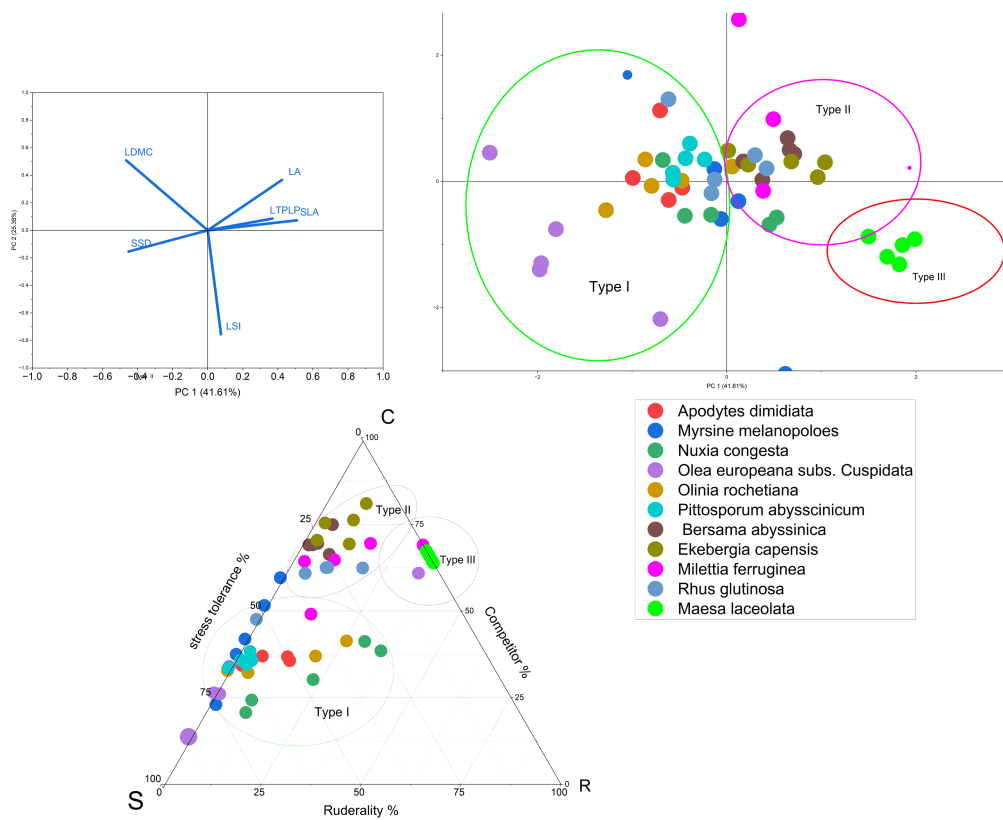 1.0
0.8
0.6
0.4
0.2
0.0
−0.2
−0.4
−0.6
−0.8
−1.0
PC 2 (25.38%)
LDMC
LA
LTPLP
SLA
SSD
LSI
−1.0
−0.8
−0.6
−0.4
−0.2
0.0
0.2
0.4
0.6
0.8
1.0
Type II
PC 1 (41.61%)
2
0
−2
−2
0
2
PC 1 (41.61%)
Type I
Type II
Type III
Apodytes dimidiata
Myrsine melanopoloes
Nuxia congesta
Olea europeana subs. Cuspidata
Olinia rochetiana
Pittosporum abysscinicum
Bersama abyssinica
Ekebergia capensis
Milettia ferruginea
Rhus glutinosa
Maesa laceolata
C
0
100
25
75
Type II
Type III
stress tolerance %
50
50
Competitor %
75
25
Type I
100
0
S
R
0
25
50
75
100
Ruderality %